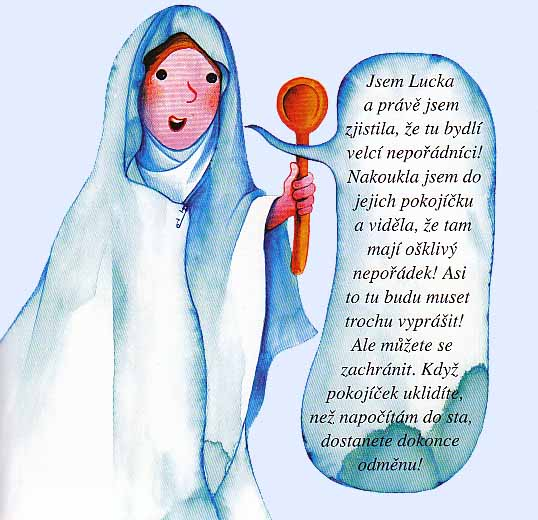 Jsem Lucka
a právě jsem
zjistila, že tu bydlí
velcí nepořádníci!
Nakoukla jsem do
jejich pokojíčku
a viděla, že tam
mají ošklivý
nepořádek! Asi
to tu budu muset
trochu vyprášit!
Ale můžete se
zachránit. Když
pokojíček uklidíte,
než napočítám do sta,
dostanete dokonce
odměnu!